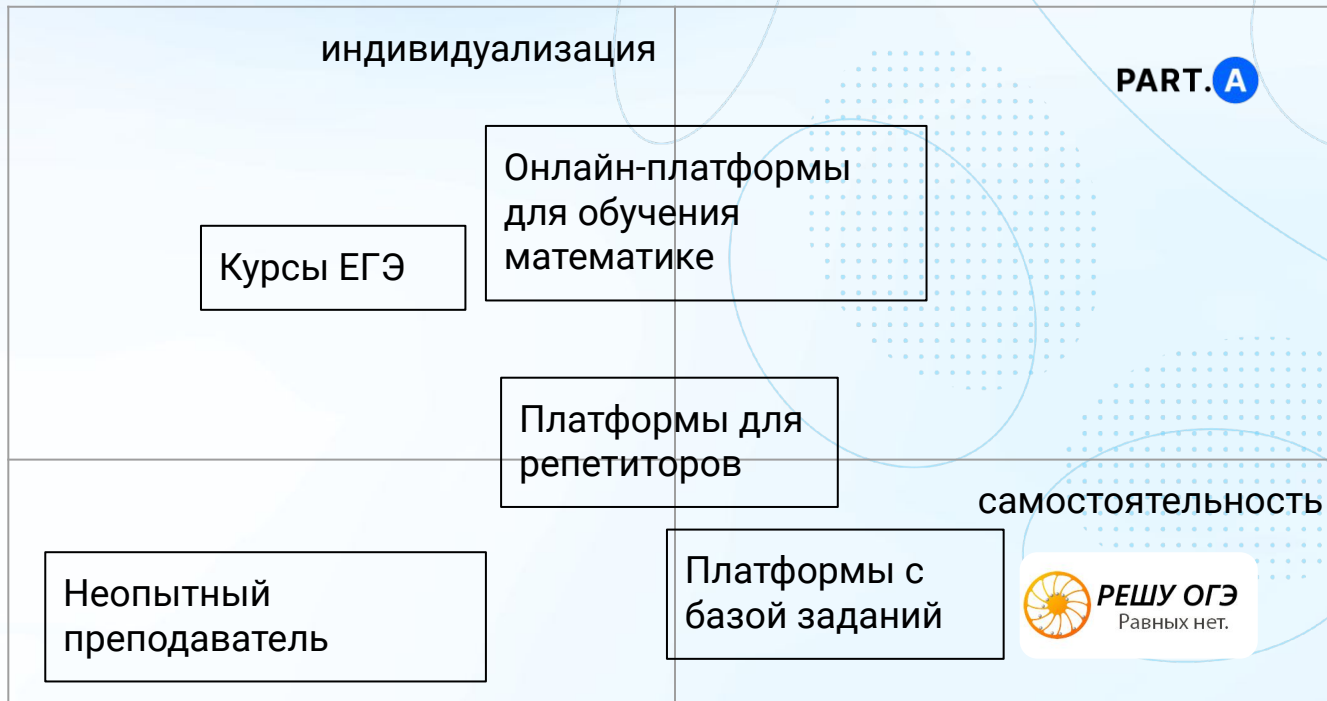 индивидуализация
PART.A
Онлайн-платформы
для обучения
математике
Курсы ЕГЭ
Платформы для
репетиторов
самостоятельность
Неопытный
преподаватель
Платформы с
базой заданий
РЕШУ ОГЭ
Равных нет.